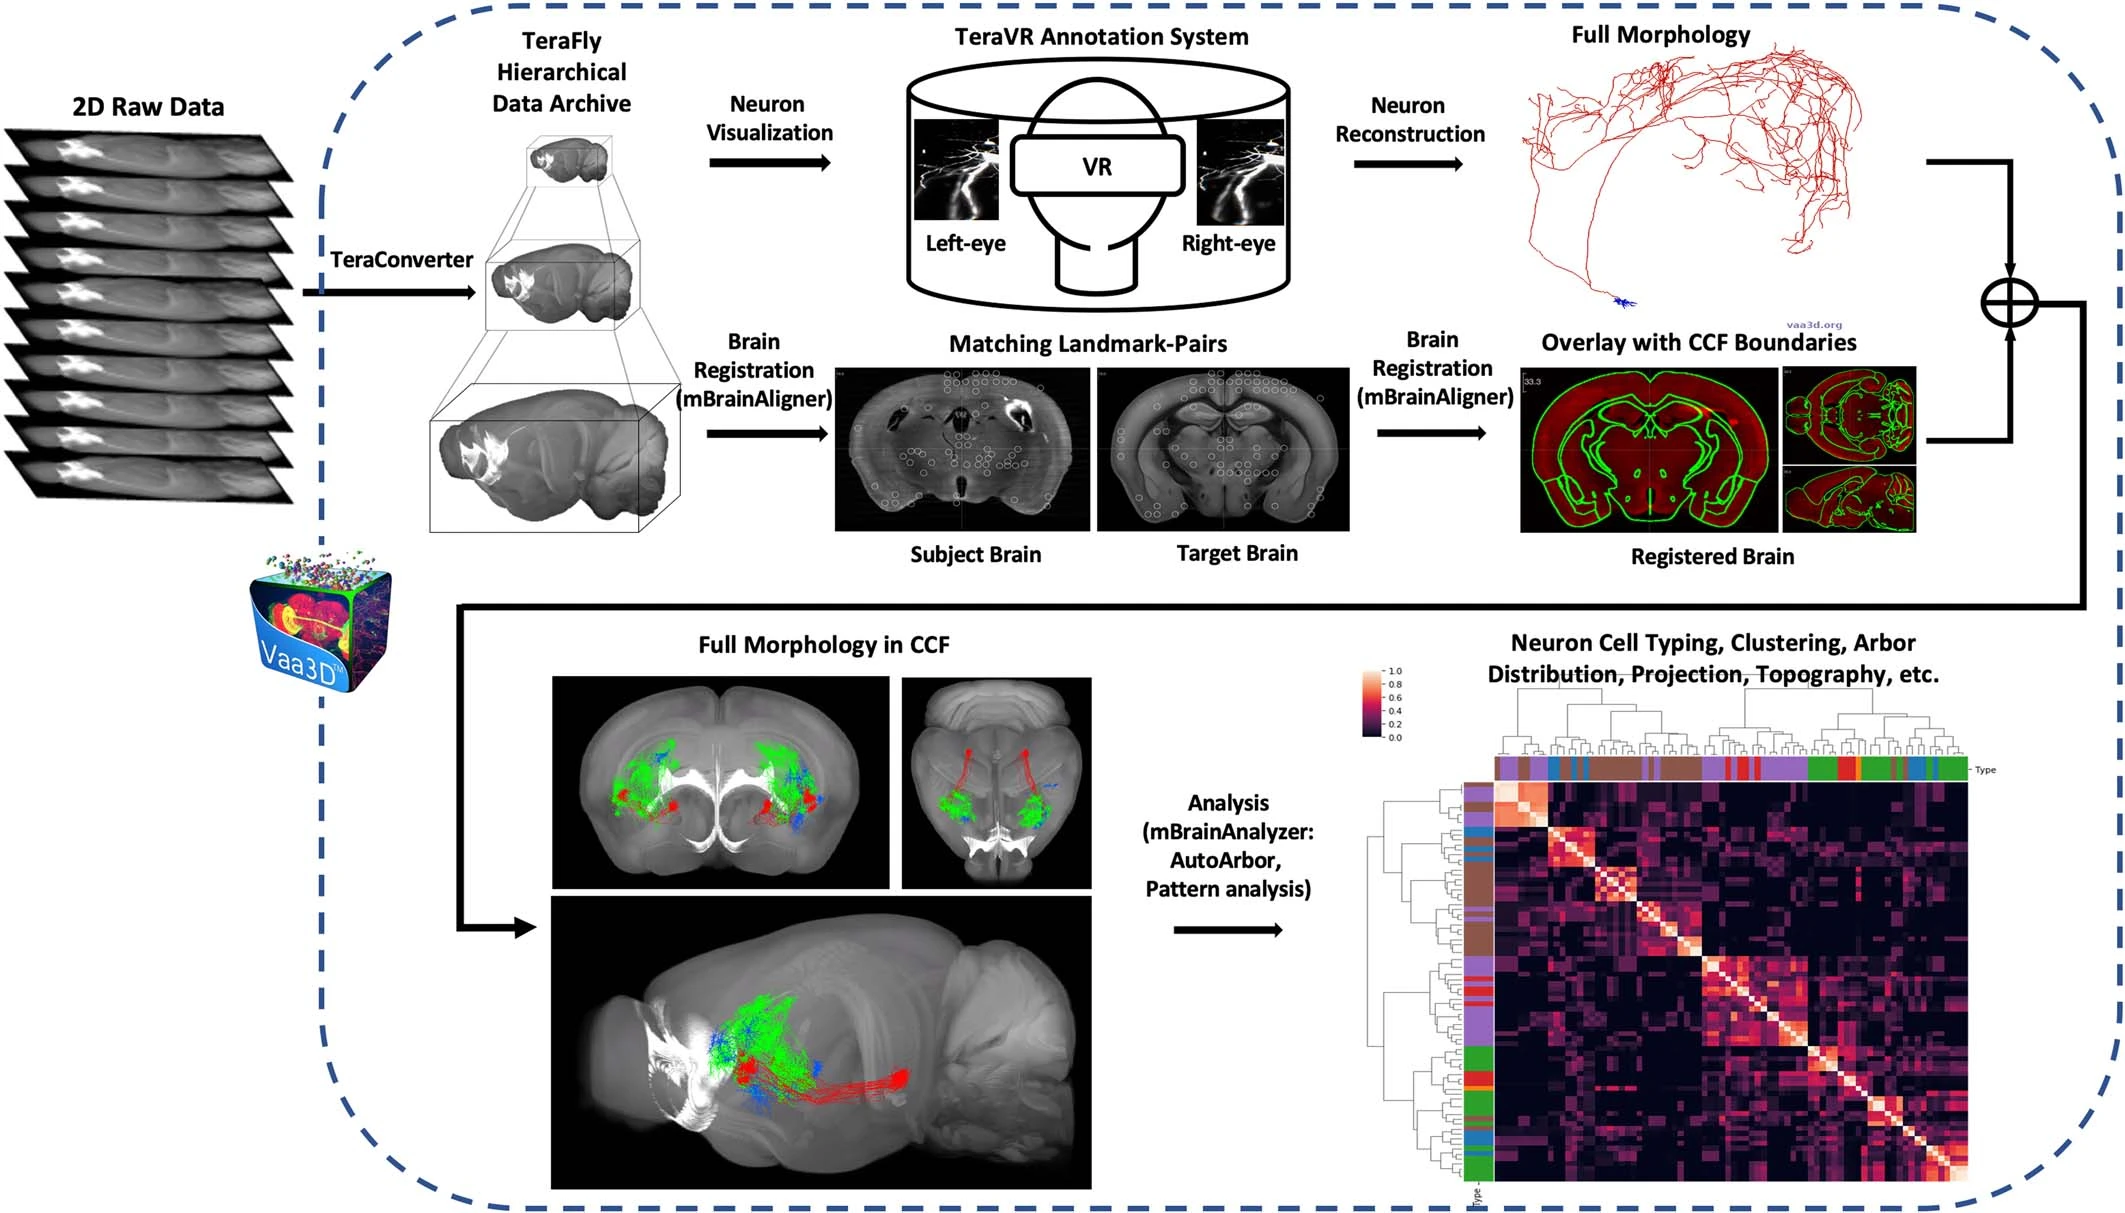 2D Raw Data
TeraConverter
TeraFly
Hierarchical
Data Archive
Neuron
Visualization
TeraVR Annotation System
VR
Left-eye
Right-eye
Neuron
Reconstruction
Full Morphology
vaa3d.org
Brain
Registration
(mBrainAligner)
Matching Landmark-Pairs
Subject Brain
Target Brain
Brain
Registration
(mBrainAligner)
Overlay with CCF Boundaries
33.3
Registered Brain
Vaa3D™
Full Morphology in CCF
Analysis
(mBrainAnalyzer:
AutoArbor,
Pattern analysis)
Neuron Cell Typing, Clustering, Arbor
Distribution, Projection, Topography, etc.
1.0
0.8
0.6
0.4
0.2
0.0
Type
Type